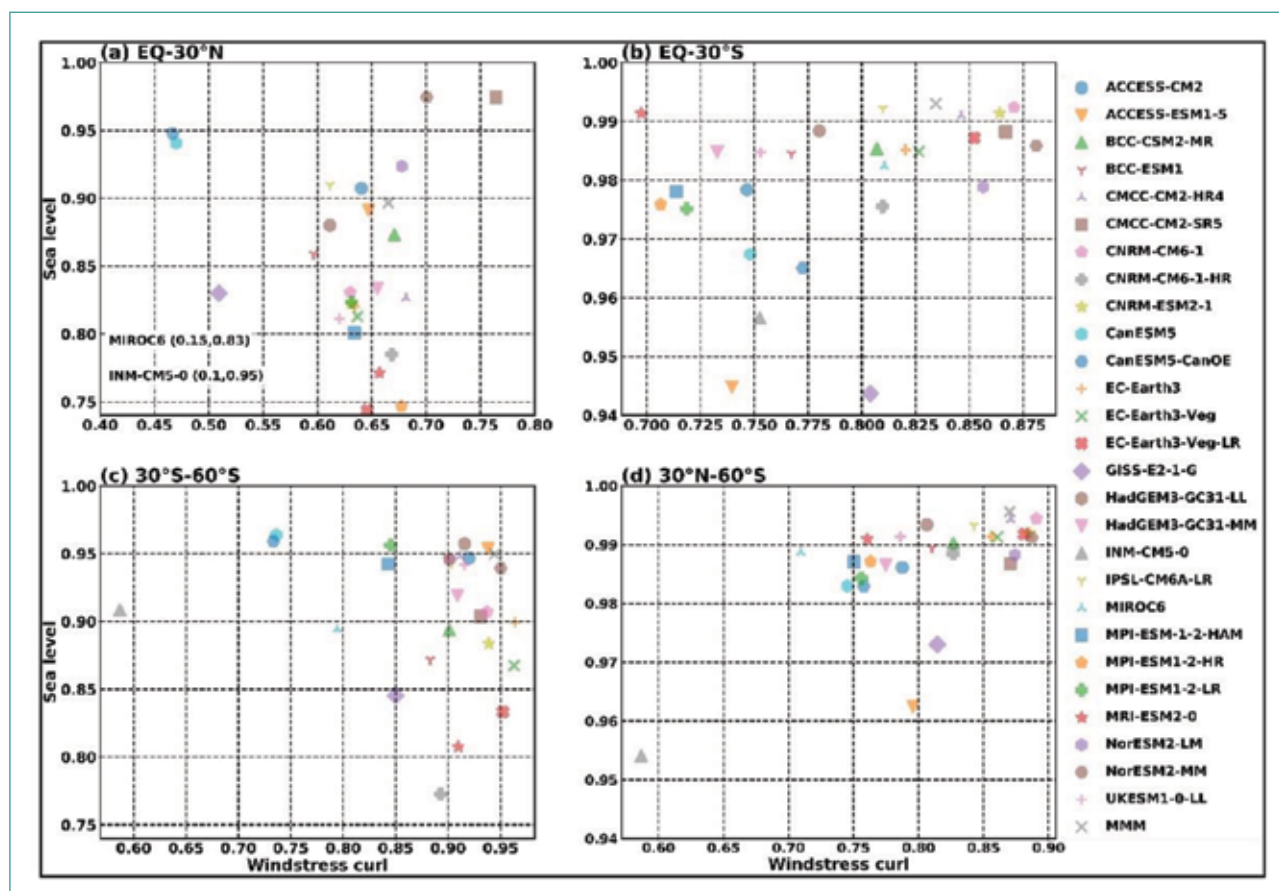 (a) EQ-30°N
1.00
0.95
0.90
0.85
0.80
0.75
Sea level
MIROC6 (0.15,0.83)
INM-CM5-0 (0.1,0.95)
0.40 0.45 0.50 0.55 0.60 0.65 0.70 0.75 0.80
(b) EQ-30°S
1.00
0.99
0.98
0.97
0.96
0.95
0.94
0.700 0.725 0.750 0.775 0.800 0.825 0.850 0.875
(c) 30°S-60°S
1.00
0.95
0.90
0.85
0.80
0.75
Sea level
0.60 0.65 0.70 0.75 0.80 0.85 0.90 0.95
Windstress curl
(d) 30°N-60°S
1.00
0.99
0.98
0.97
0.96
0.95
0.94
0.60 0.65 0.70 0.75 0.80 0.85 0.90
Windstress curl
ACCESS-CM2
ACCESS-ESM1-5
BCC-CSM2-MR
BCC-ESM1
CMCC-CM2-HR4
CMCC-CM2-SR5
CNRM-CM6-1
CNRM-CM6-1-HR
CNRM-ESM2-1
CanESM5
CanESM5-CanOE
EC-Earth3
EC-Earth3-Veg
EC-Earth3-Veg-LR
GISS-E2-1-G
HadGEM3-GC31-LL
HadGEM3-GC31-MM
INM-CM5-0
IPSL-CM6A-LR
MIROC6
MPI-ESM-1-2-HAM
MPI-ESM1-2-HR
MPI-ESM1-2-LR
MRI-ESM2-0
NorESM2-LM
NorESM2-MM
UKESM1-0-LL
MMM